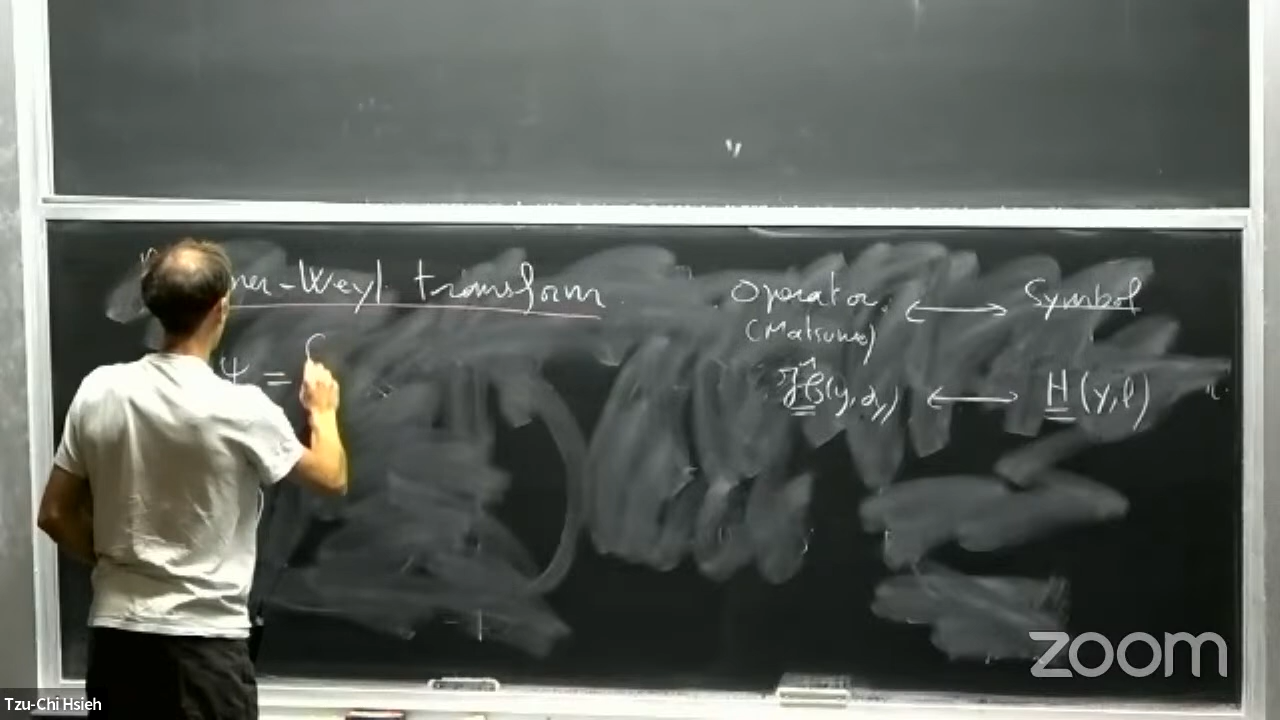 ner-Weyl transform
Ψ =
Operator ⟷ Symbol
(Matsuno)
(y, ∂y) ⟷ H (y, l)
zoom
Tzu-Chi Hsieh